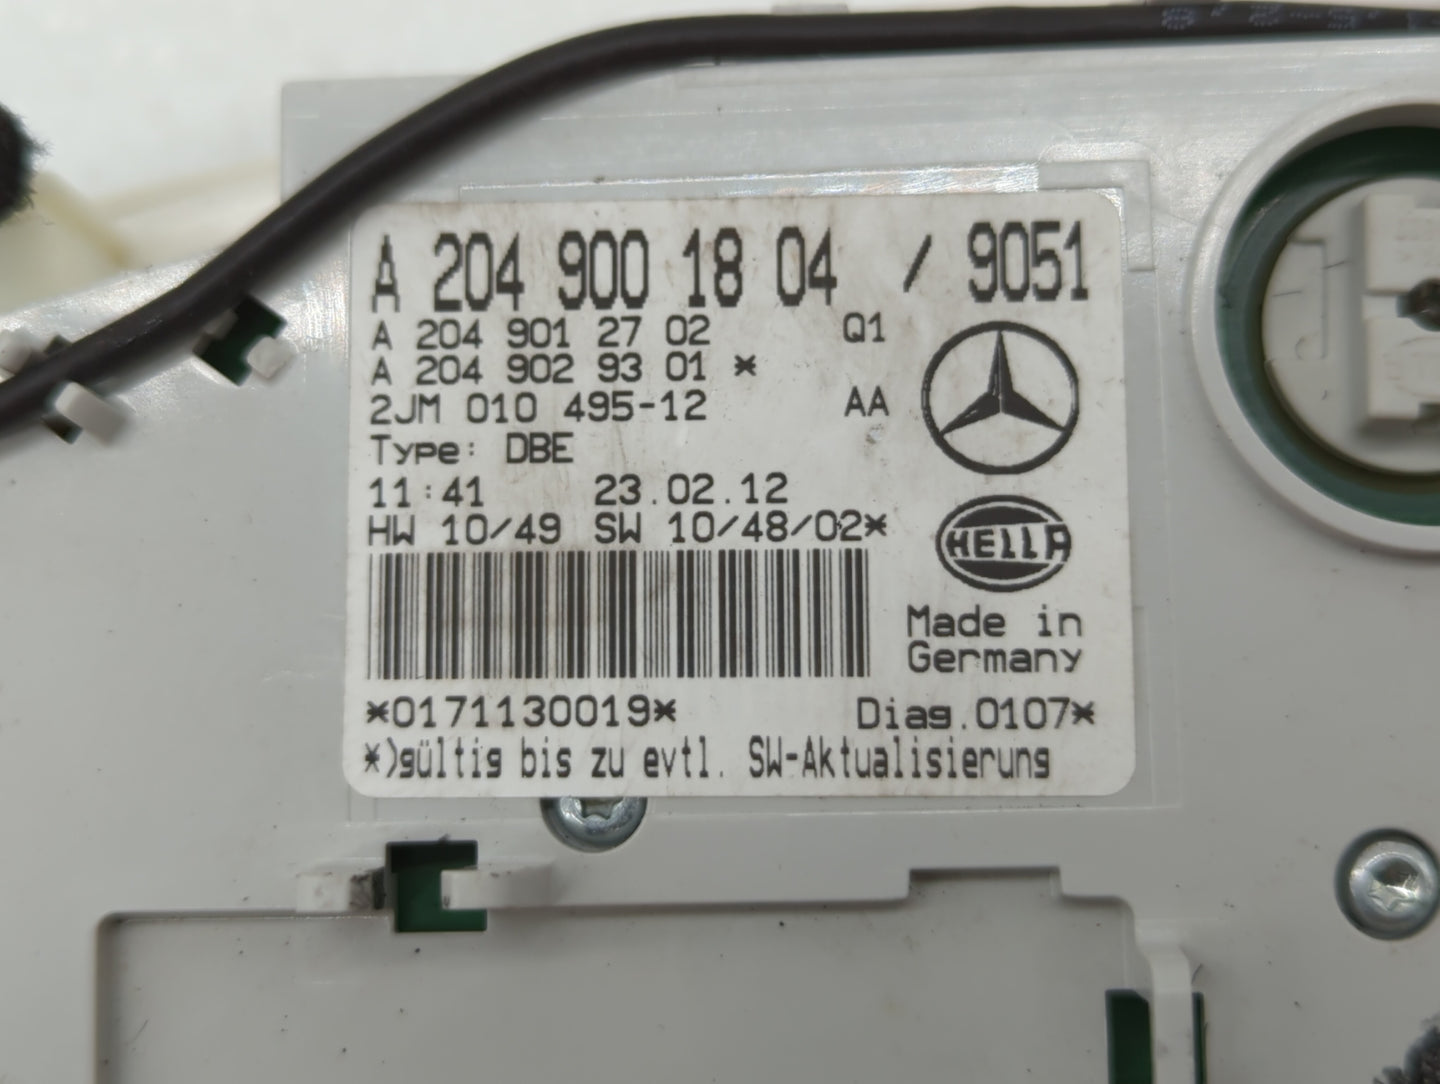 A 204 900 18 04 / 9051
A 204 901 27 02 Q1
A 204 902 93 01 *
2JM 010 495-12 AA
Type: DBE
11:41 23.02.12
HW 10/49 SW 10/48/02*
HELLA
Made in
Germany
*0171130019* Diag.0107*
*)gültig bis zu evtl. SW-Aktualisierung